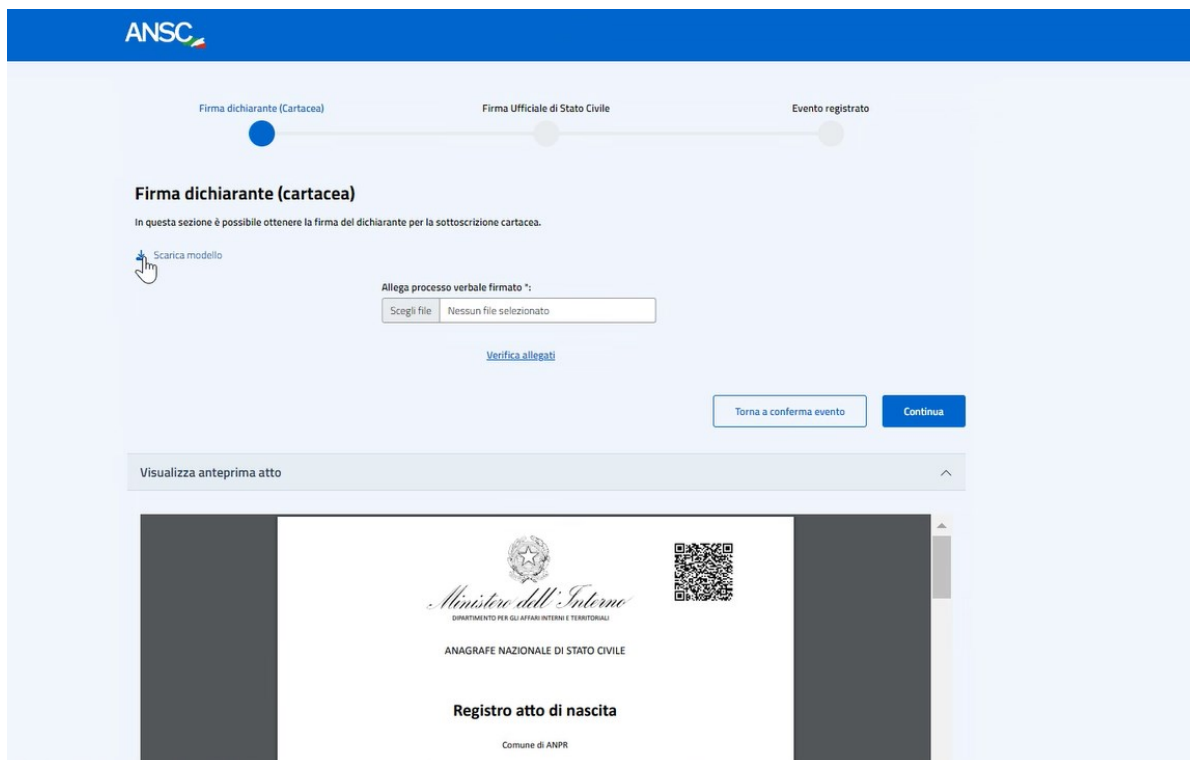 ANSC
Firma dichiarante (Cartacea)
Firma Ufficiale di Stato Civile
Evento registrato
Firma dichiarante (cartacea)
In questa sezione è possibile ottenere la firma del dichiarante per la sottoscrizione cartacea.
Scarica modello
Allega processo verbale firmato *:
Scegli file Nessun file selezionato
Verifica allegati
Torna a conferma evento Continua
Visualizza anteprima atto
Ministero dell'Interno
DIPARTIMENTO PER GLI AFFARI INTERNI E TERRITORIALI
ANAGRAFE NAZIONALE DI STATO CIVILE
Registro atto di nascita
Comune di ANPR